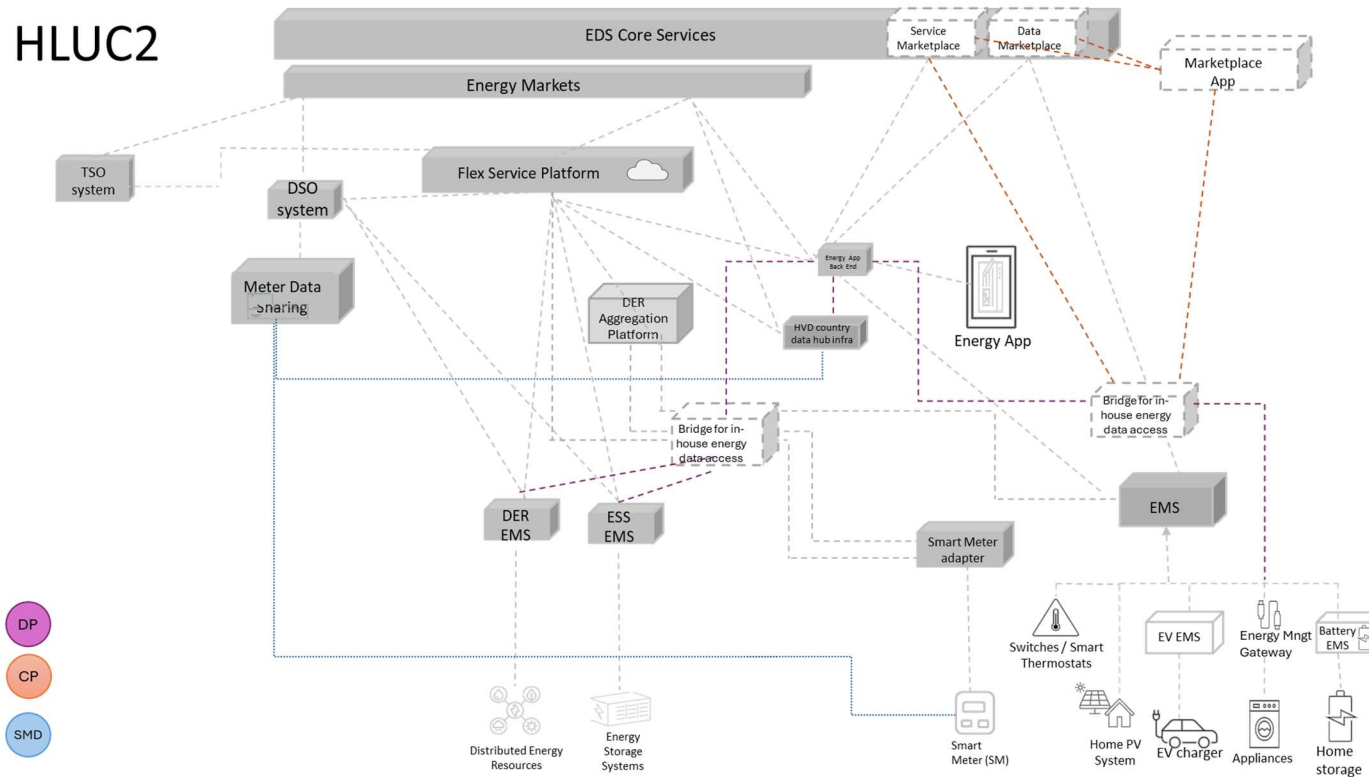 HLUC2
EDS Core Services
Service
Marketplace
Data
Marketplace
Marketplace
App
Energy Markets
TSO
system
Flex Service Platform
DSO
system
Meter Data
Sharing
Energy App
Back End
DER
Aggregation
Platform
HVD country
data hub infra
Energy App
Bridge for in-
house energy
data access
Bridge for in-
house energy
data access
DER
EMS
ESS
EMS
EMS
Smart Meter
adapter
DP
CP
SMD
Switches / Smart
Thermostats
EV EMS
Energy Mngt
Gateway
Battery
EMS
Distributed Energy
Resources
Energy
Storage
Systems
Smart
Meter (SM)
Home PV
System
EV charger
Appliances
Home
storage